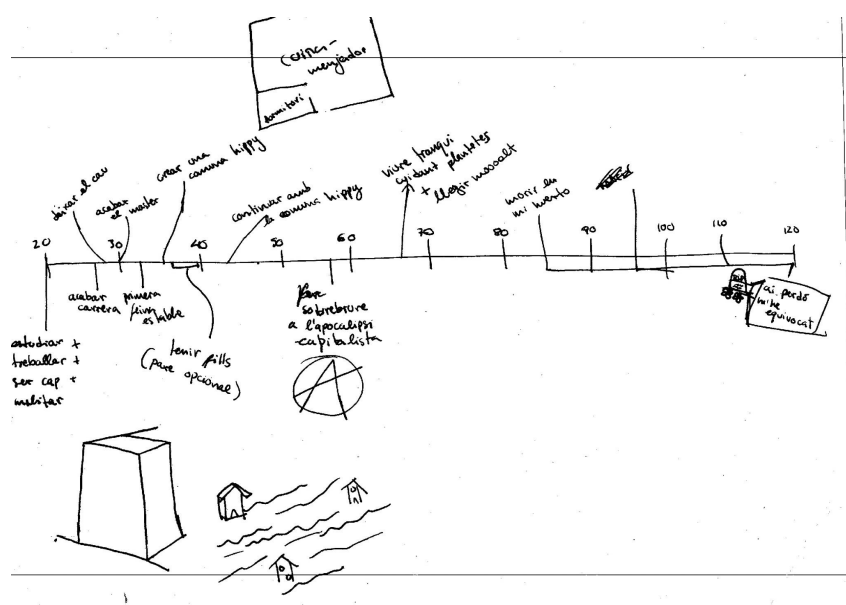 cuina-
menjador
dormitori
deixar el cau
acabar
el master
crear una
comuna hippy
continuar amb
la comuna hippy
viure tranqui
cuidant plantetes
+
llegir mooolt
morir en
mi huerto
20
30
40
50
60
70
80
90
100
110
120
acabar
carrera
primera
feina
estable
estudiar +
treballar +
ser cap +
militar
tenir fills
(pare opcional)
sobreviure
a l'apocalipsi
capitalista
A
RIP
ai perdó
m'he
equivocat